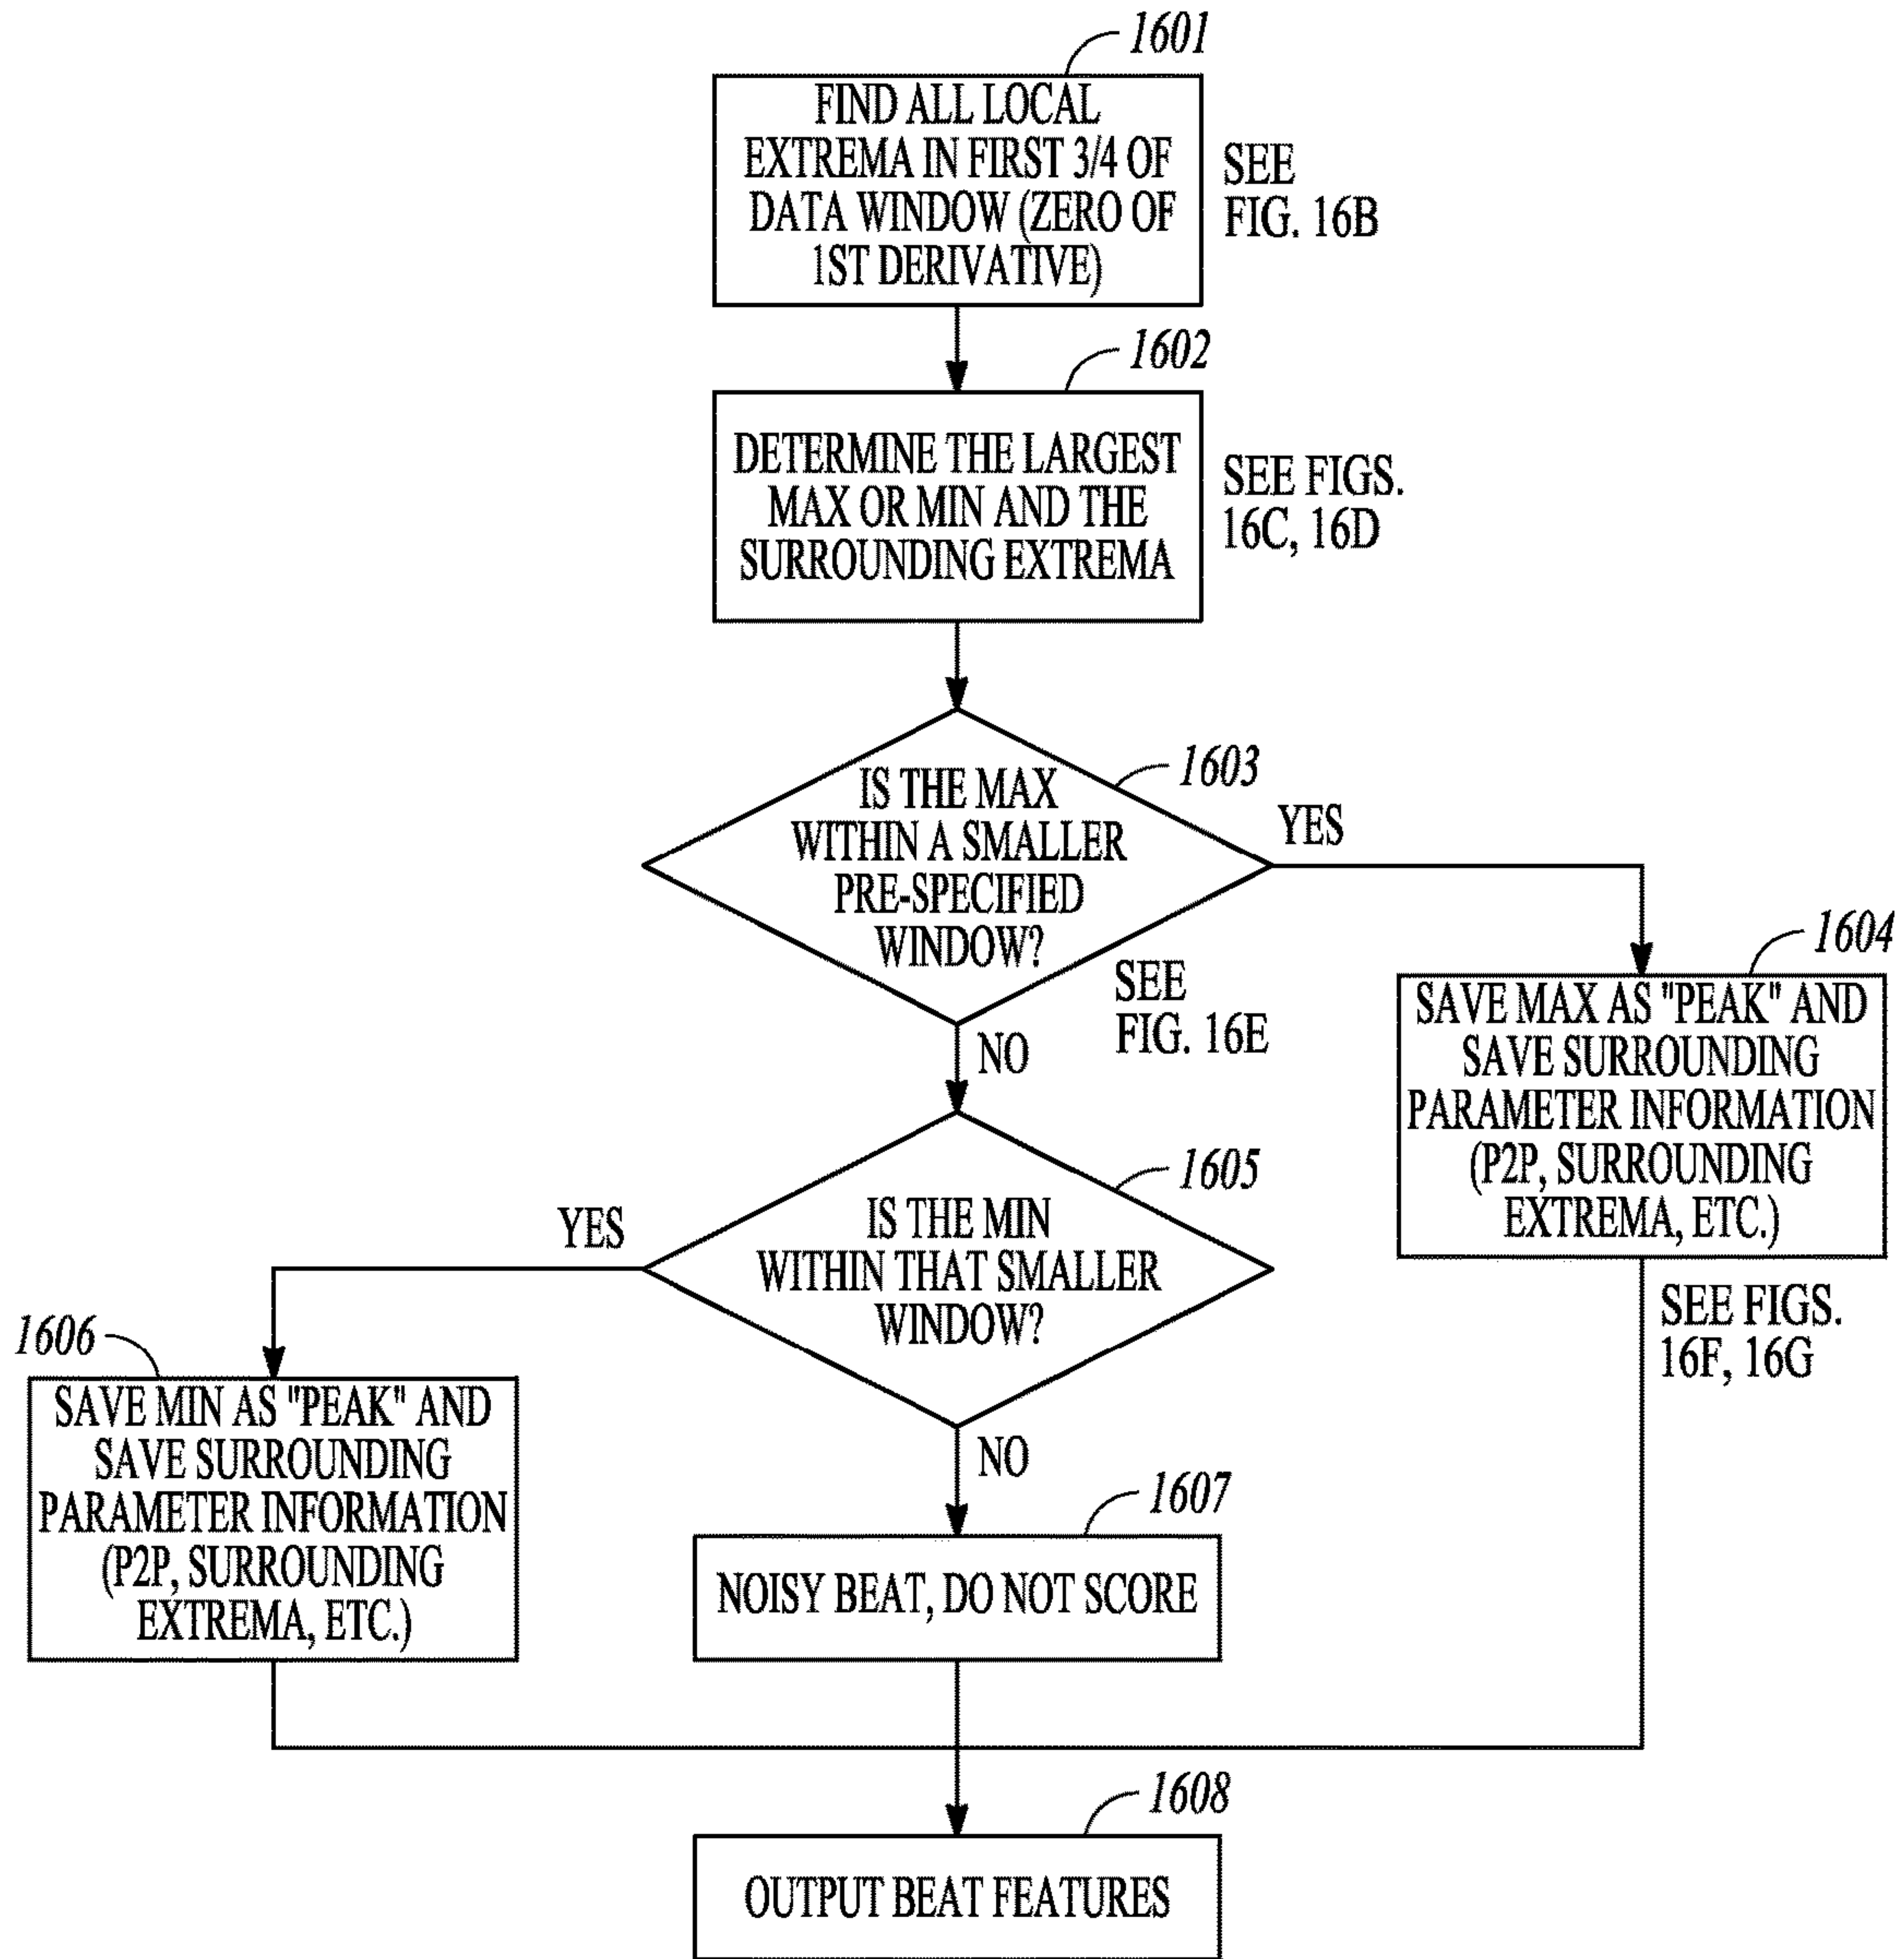 1601
FIND ALL LOCAL
EXTREMA IN FIRST 3/4 OF
DATA WINDOW (ZERO OF
1ST DERIVATIVE)
SEE
FIG. 16B
1602
DETERMINE THE LARGEST
MAX OR MIN AND THE
SURROUNDING EXTREMA
SEE FIGS.
16C, 16D
1603
IS THE MAX
WITHIN A SMALLER
PRE-SPECIFIED
WINDOW?
YES
SEE
FIG. 16E
NO
1604
SAVE MAX AS "PEAK" AND
SAVE SURROUNDING
PARAMETER INFORMATION
(P2P, SURROUNDING
EXTREMA, ETC.)
SEE FIGS.
16F, 16G
1605
IS THE MIN
WITHIN THAT SMALLER
WINDOW?
YES
NO
1606
SAVE MIN AS "PEAK" AND
SAVE SURROUNDING
PARAMETER INFORMATION
(P2P, SURROUNDING
EXTREMA, ETC.)
1607
NOISY BEAT, DO NOT SCORE
1608
OUTPUT BEAT FEATURES